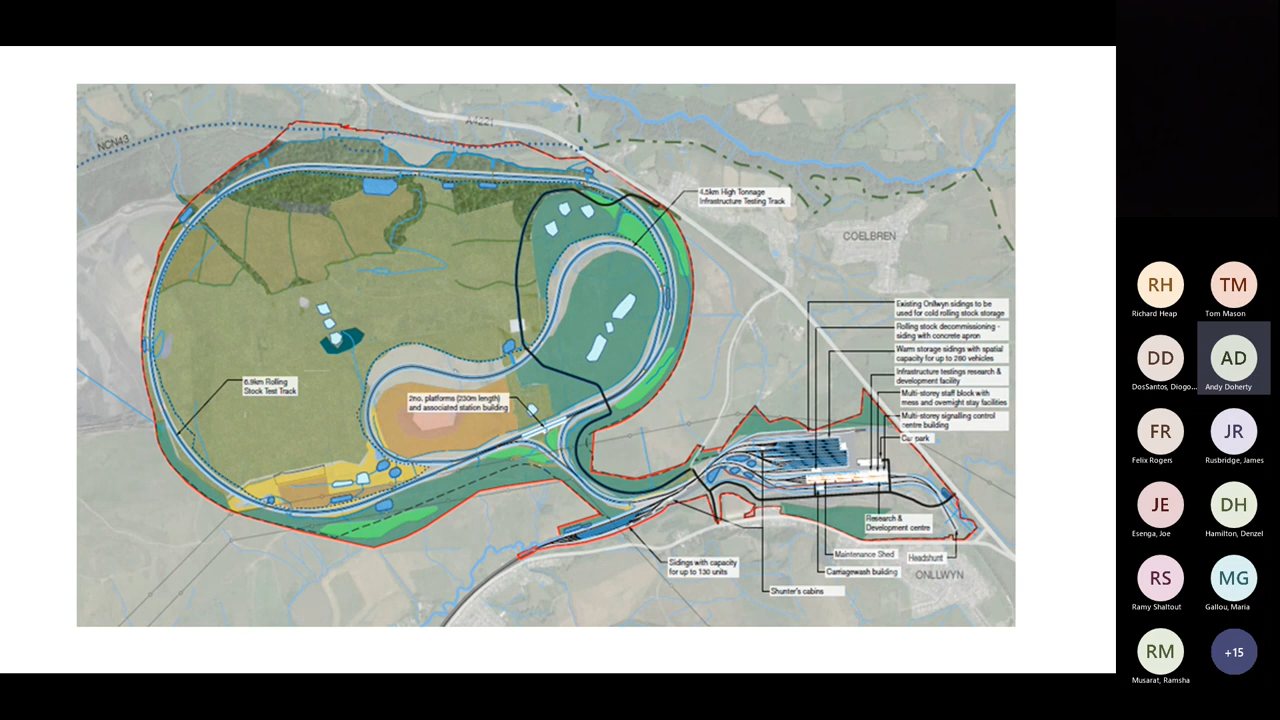 NCN43
A4221
4.5km High Tonnage
Infrastructure Testing Track
COELBREN
Existing Onllwyn sidings to be
used for cold rolling stock storage
Rolling stock decommissioning -
siding with concrete apron
Warm storage sidings with spatial
capacity for up to 280 vehicles
Infrastructure testings research &
development facility
Multi-storey staff block with
mess and overnight stay facilities
Multi-storey signalling control
centre building
Car park
6.9km Rolling
Stock Test Track
2no. platforms (230m length)
and associated station building
Research &
Development centre
Maintenance Shed
Headshunt
Carriagewash building
ONLLWYN
Sidings with capacity
for up to 130 units
Shunter's cabins
RH
Richard Heap
TM
Tom Mason
DD
DosSantos, Diogo...
AD
Andy Doherty
FR
Felix Rogers
JR
Rusbridge, James
JE
Esenga, Joe
DH
Hamilton, Denzel
RS
Ramy Shaltout
MG
Gallou, Maria
RM
Musarat, Ramsha
+15